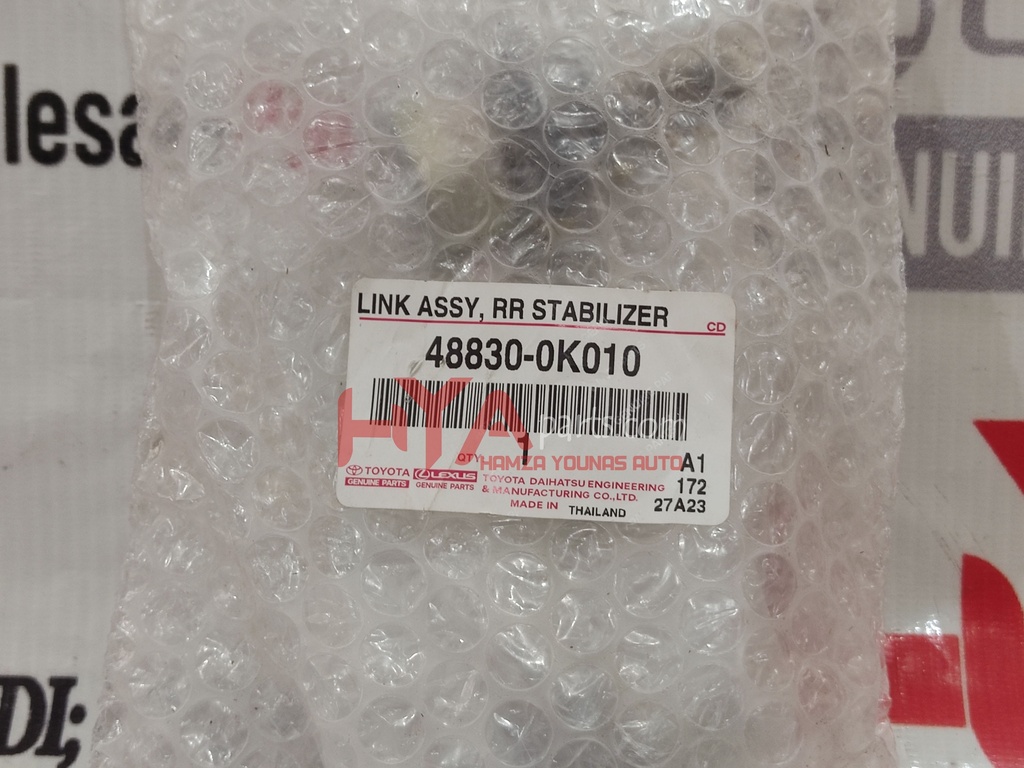 lesa
NUI
LINK ASSY, RR STABILIZER
CD
48830-0K010
HYA parts.com
QTY 1
HAMZA YOUNAS AUTO
A1
TOYOTA
GENUINE PARTS
LEXUS
GENUINE PARTS
TOYOTA DAIHATSU ENGINEERING
& MANUFACTURING CO.,LTD.
172
MADE IN THAILAND
27A23
DI;